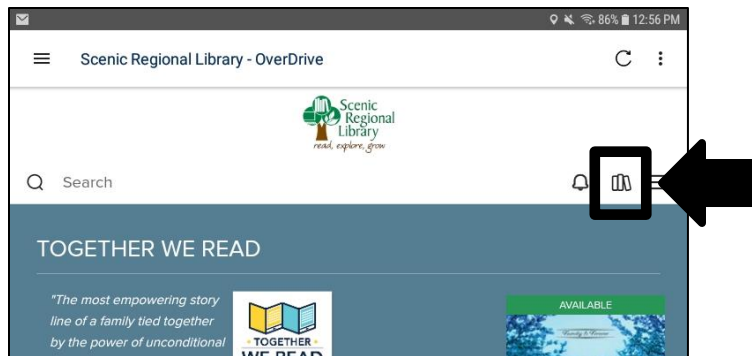 86% 12:56 PM
Scenic Regional Library - OverDrive
Scenic
Regional
Library
read, explore, grow
Search
TOGETHER WE READ
"The most empowering story
line of a family tied together
by the power of unconditional
TOGETHER
WE READ
AVAILABLE